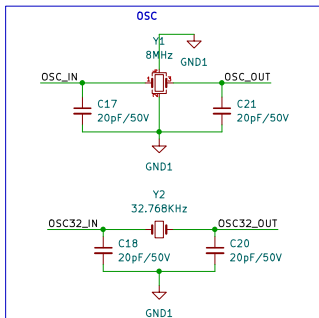 OSC
Y1
8MHz
GND1
OSC_IN
OSC_OUT
C17
20pF/50V
C21
20pF/50V
GND1
Y2
32.768KHz
OSC32_IN
OSC32_OUT
C18
20pF/50V
C20
20pF/50V
GND1